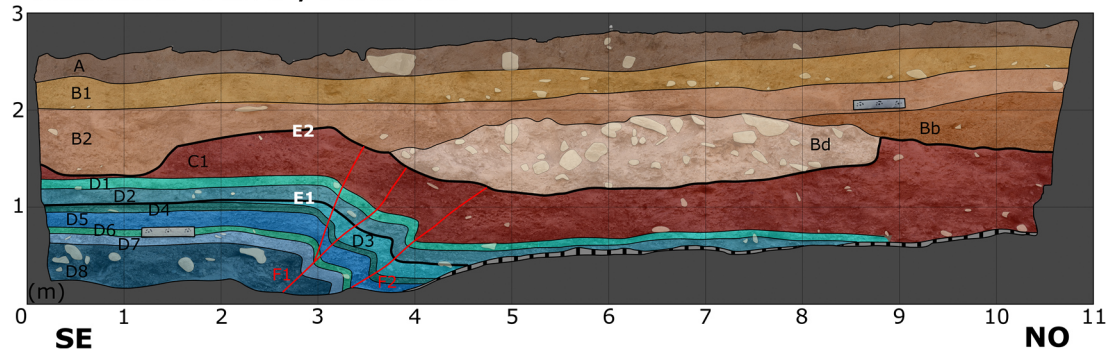 3
A
B1
2
B2
E2
Bb
Bd
C1
D1
D2
E1
1
D4
D5
D6
D3
D7
D8
F1
F2
(m)
0 1 2 3 4 5 6 7 8 9 10 11
SE NO